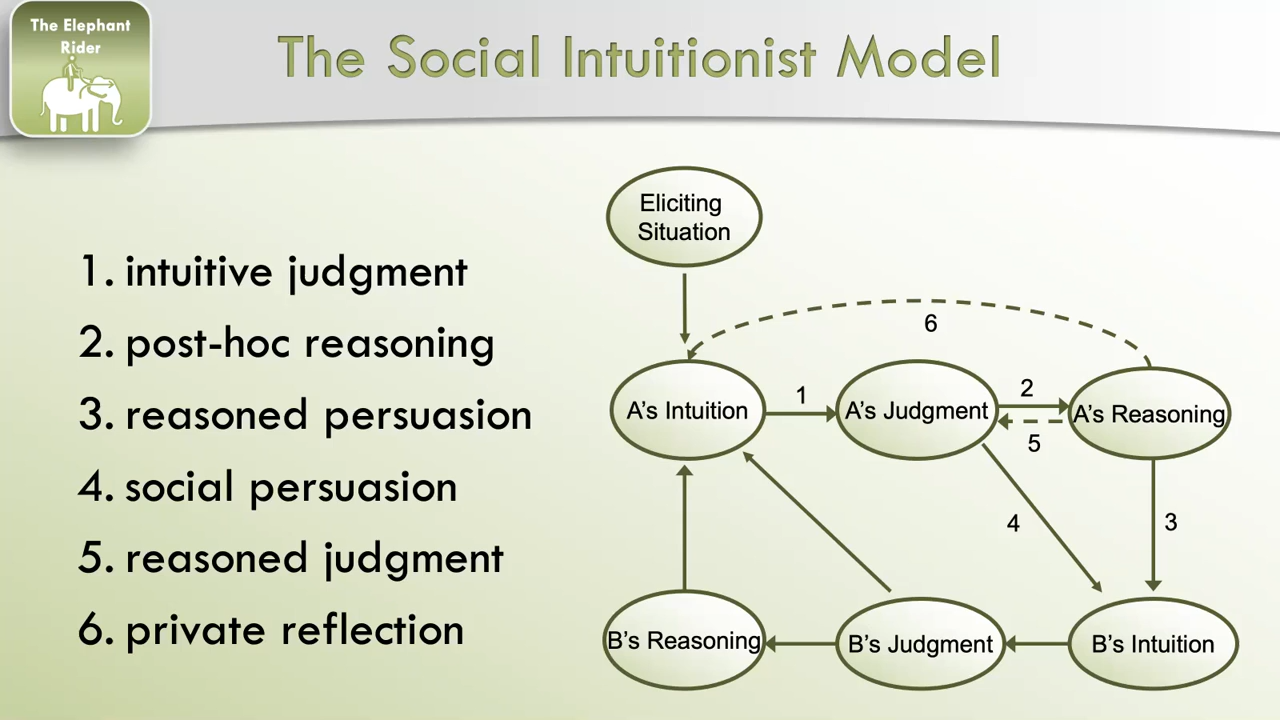 The Elephant
Rider
The Social Intuitionist Model
1. intuitive judgment
2. post-hoc reasoning
3. reasoned persuasion
4. social persuasion
5. reasoned judgment
6. private reflection
Eliciting
Situation
6
A's Intuition
1
A's Judgment
2
5
A's Reasoning
4
3
B's Reasoning
B's Judgment
B's Intuition